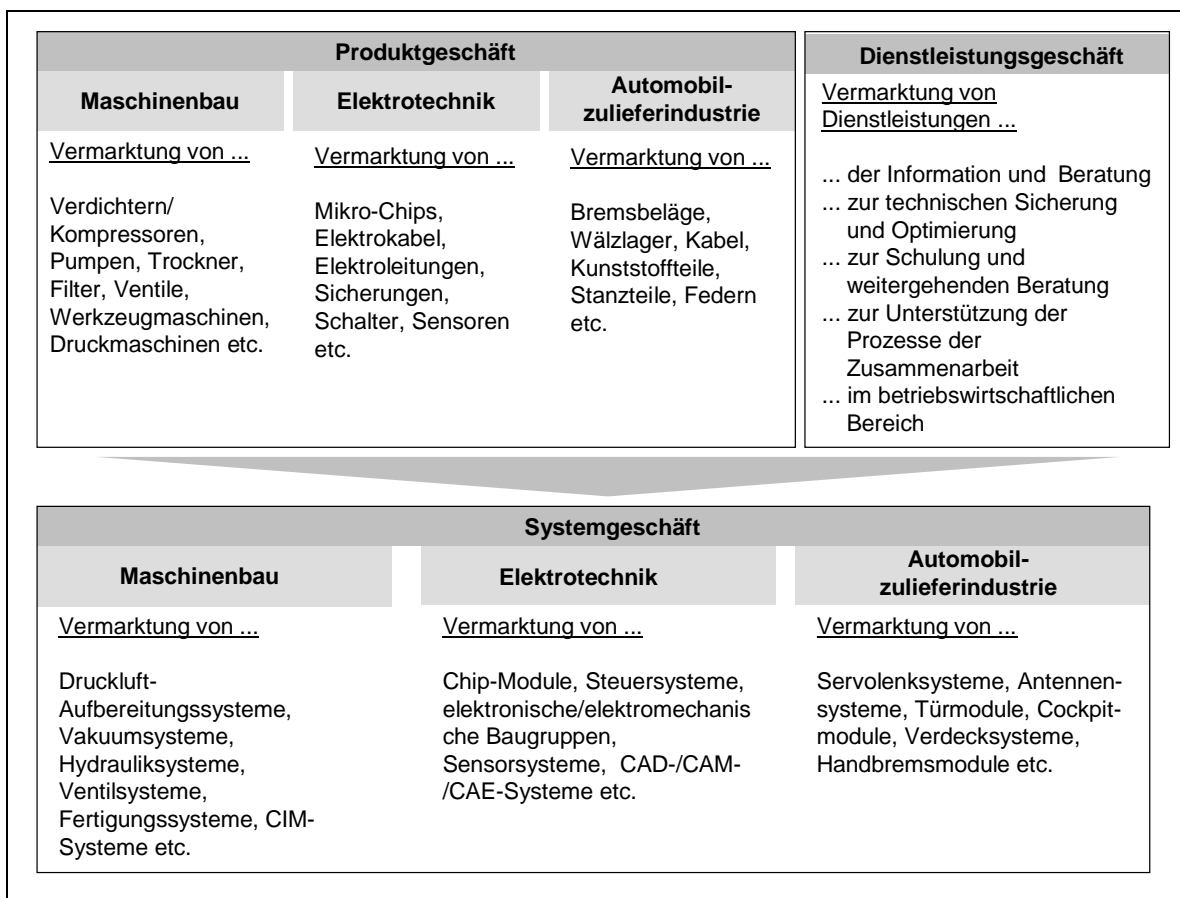 Produktgeschäft
Maschinenbau
Elektrotechnik
Automobil-
zulieferindustrie
Vermarktung von ...
Verdichtern/
Kompressoren,
Pumpen, Trockner,
Filter, Ventile,
Werkzeugmaschinen,
Druckmaschinen etc.
Vermarktung von ...
Mikro-Chips,
Elektrokabel,
Elektroleitungen,
Sicherungen,
Schalter, Sensoren
etc.
Vermarktung von ...
Bremsbeläge,
Wälzlager, Kabel,
Kunststoffteile,
Stanzteile, Federn
etc.
Dienstleistungsgeschäft
Vermarktung von
Dienstleistungen ...
... der Information und Beratung
... zur technischen Sicherung
und Optimierung
... zur Schulung und
weitergehenden Beratung
... zur Unterstützung der
Prozesse der
Zusammenarbeit
... im betriebswirtschaftlichen
Bereich
Systemgeschäft
Maschinenbau
Elektrotechnik
Automobil-
zulieferindustrie
Vermarktung von ...
Druckluft-
Aufbereitungssysteme,
Vakuumsysteme,
Hydrauliksysteme,
Ventilsysteme,
Fertigungssysteme, CIM-
Systeme etc.
Vermarktung von ...
Chip-Module, Steuersysteme,
elektronische/elektromechanis
che Baugruppen,
Sensorsysteme, CAD-/CAM-
/CAE-Systeme etc.
Vermarktung von ...
Servolenksysteme, Antennen-
systeme, Türmodule, Cockpit-
module, Verdecksysteme,
Handbremsmodule etc.